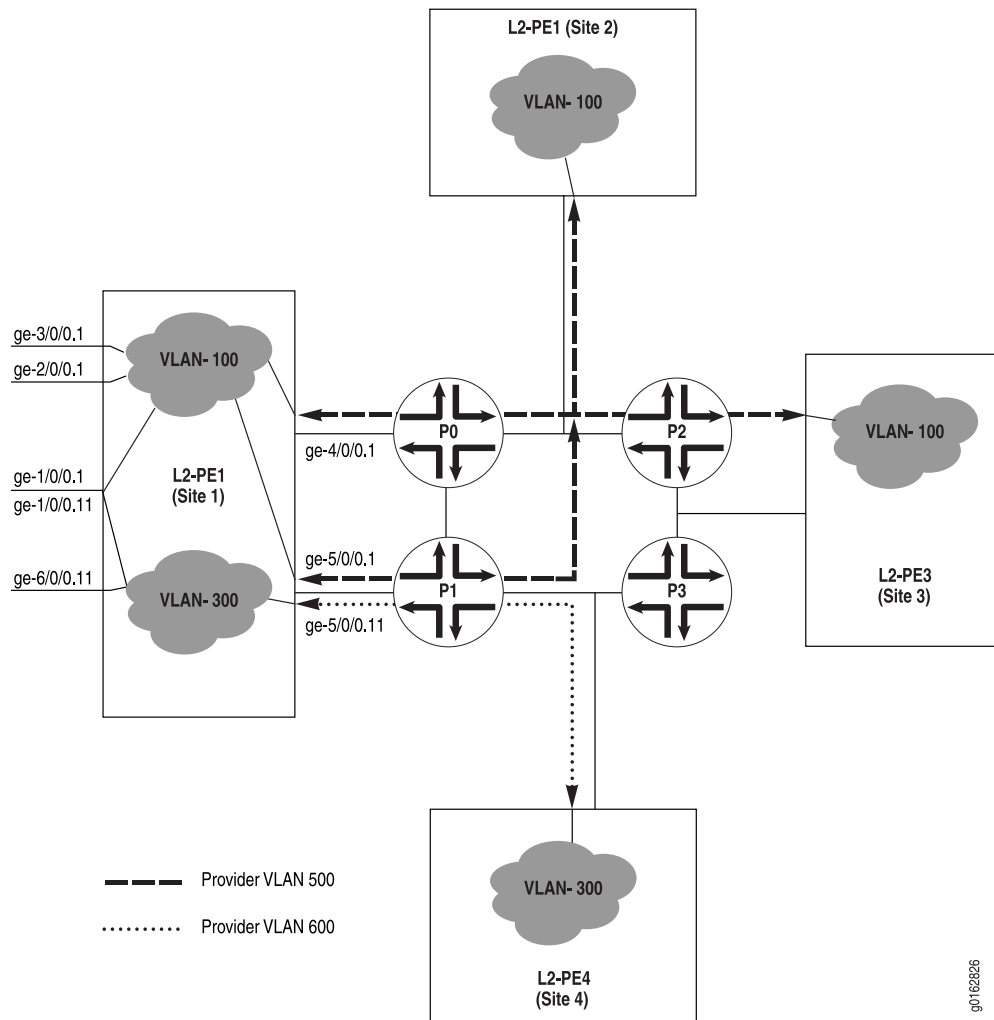 L2-PE1 (Site 2)
VLAN- 100
ge-3/0/0.1
ge-2/0/0.1
VLAN- 100
ge-1/0/0.1
ge-1/0/0.11
L2-PE1
(Site 1)
ge-6/0/0.11
VLAN- 300
ge-4/0/0.1
P0
P2
ge-5/0/0.1
ge-5/0/0.11
P1
P3
VLAN- 100
L2-PE3
(Site 3)
VLAN- 300
L2-PE4
(Site 4)
Provider VLAN 500
Provider VLAN 600
g0162826